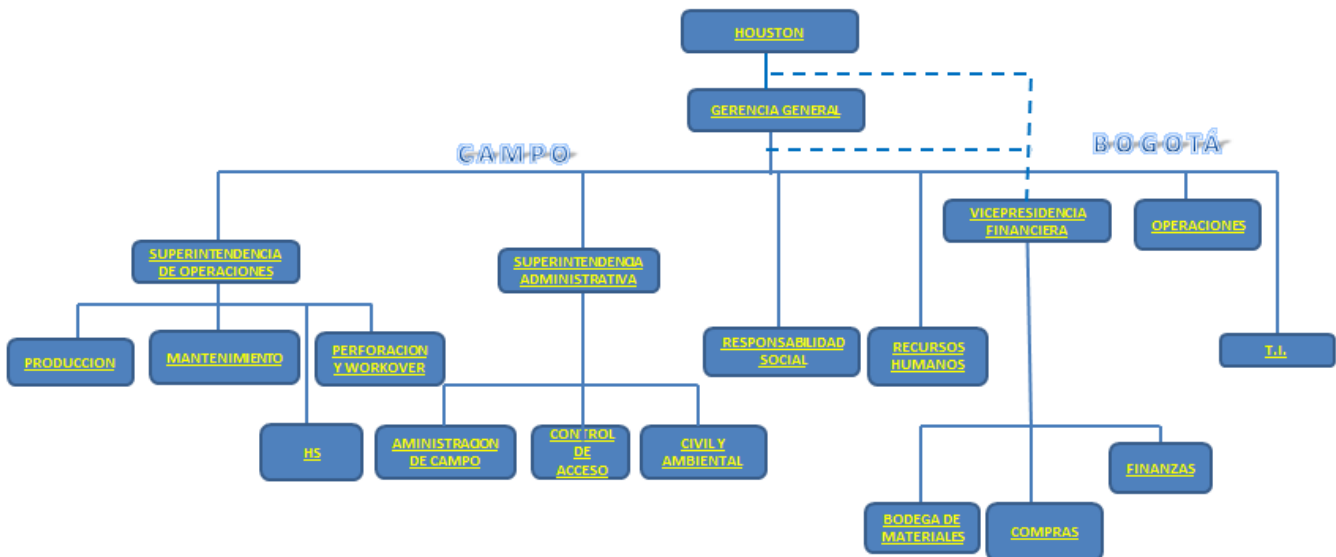 HOUSTON
GERENCIA GENERAL
CAMPO
BOGOTÁ
VICEPRESIDENCIA
FINANCIERA
OPERACIONES
SUPERINTENDENCIA
DE OPERACIONES
SUPERINTENDENCIA
ADMINISTRATIVA
PRODUCCION
MANTENIMIENTO
PERFORACION
Y WORKOVER
RESPONSABILIDAD
SOCIAL
RECURSOS
HUMANOS
T.I.
HS
AMINISTRACION
DE CAMPO
CONTROL
DE
ACCESO
CIVIL Y
AMBIENTAL
FINANZAS
BODEGA DE
MATERIALES
COMPRAS